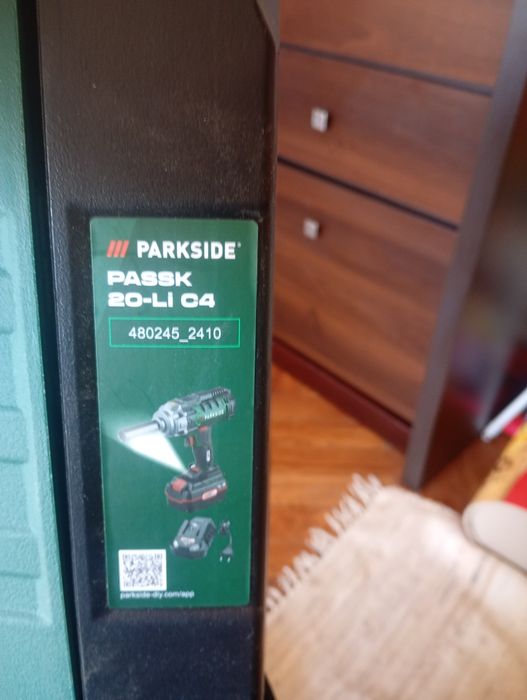 PARKSIDE®
PASSK
20-Li C4
480245_2410
parkside-diy.com/app